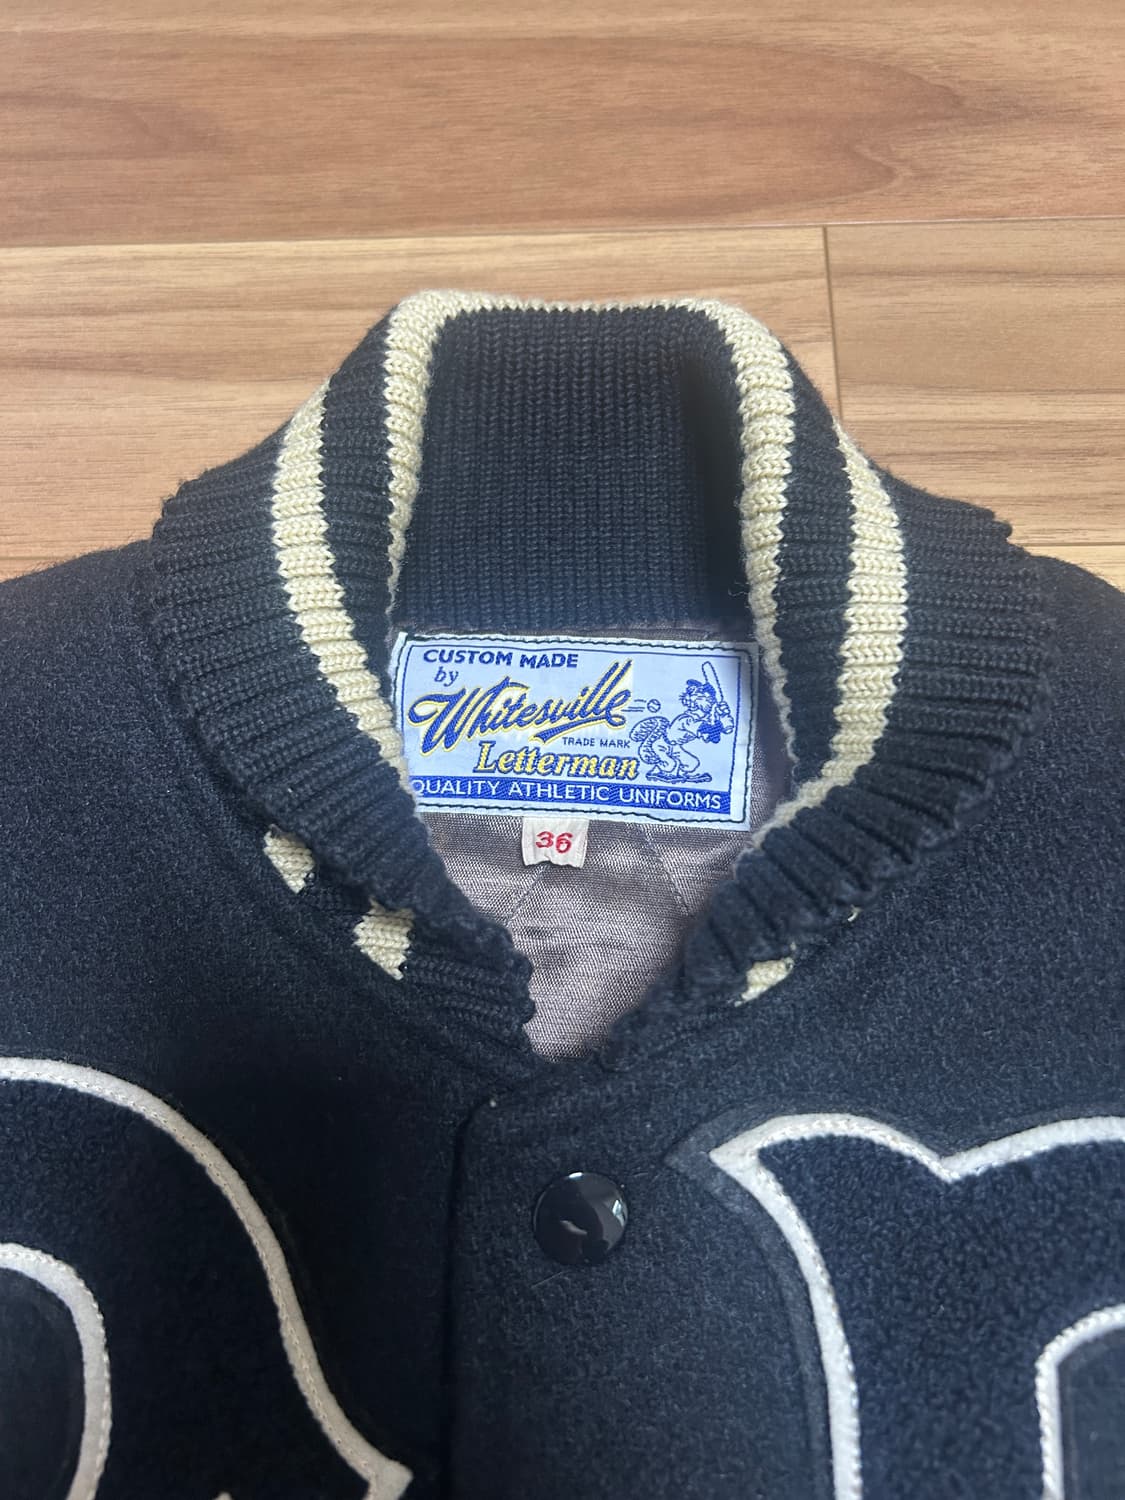 CUSTOM MADE
by
Whitesville
TRADE MARK
Letterman
QUALITY ATHLETIC UNIFORMS
36